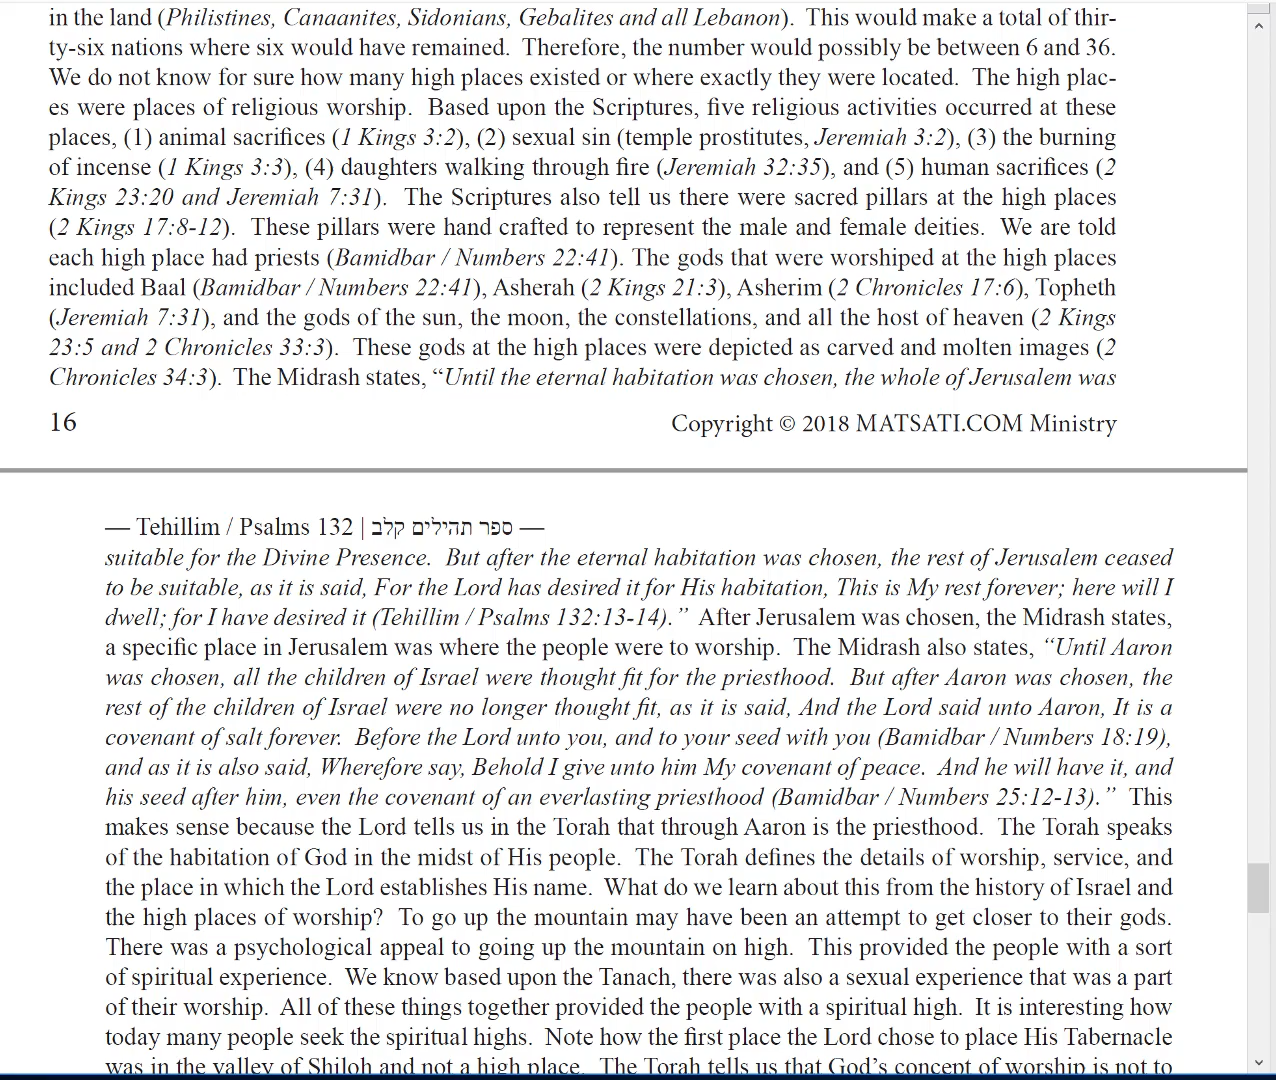 in the land (Philistines, Canaanites, Sidonians, Gebalites and all Lebanon).  This would make a total of thir-
ty-six nations where six would have remained.  Therefore, the number would possibly be between 6 and 36.
We do not know for sure how many high places existed or where exactly they were located.  The high plac-
es were places of religious worship.  Based upon the Scriptures, five religious activities occurred at these
places, (1) animal sacrifices (1 Kings 3:2), (2) sexual sin (temple prostitutes, Jeremiah 3:2), (3) the burning
of incense (1 Kings 3:3), (4) daughters walking through fire (Jeremiah 32:35), and (5) human sacrifices (2
Kings 23:20 and Jeremiah 7:31).  The Scriptures also tell us there were sacred pillars at the high places
(2 Kings 17:8-12).  These pillars were hand crafted to represent the male and female deities.  We are told
each high place had priests (Bamidbar / Numbers 22:41). The gods that were worshiped at the high places
included Baal (Bamidbar / Numbers 22:41), Asherah (2 Kings 21:3), Asherim (2 Chronicles 17:6), Topheth
(Jeremiah 7:31), and the gods of the sun, the moon, the constellations, and all the host of heaven (2 Kings
23:5 and 2 Chronicles 33:3).  These gods at the high places were depicted as carved and molten images (2
Chronicles 34:3).  The Midrash states, “Until the eternal habitation was chosen, the whole of Jerusalem was
16 Copyright © 2018 MATSATI.COM Ministry
— Tehillim / Psalms 132 | ספר תהילים קלב —
suitable for the Divine Presence.  But after the eternal habitation was chosen, the rest of Jerusalem ceased
to be suitable, as it is said, For the Lord has desired it for His habitation, This is My rest forever; here will I
dwell; for I have desired it (Tehillim / Psalms 132:13-14).”  After Jerusalem was chosen, the Midrash states,
a specific place in Jerusalem was where the people were to worship.  The Midrash also states, “Until Aaron
was chosen, all the children of Israel were thought fit for the priesthood.  But after Aaron was chosen, the
rest of the children of Israel were no longer thought fit, as it is said, And the Lord said unto Aaron, It is a
covenant of salt forever.  Before the Lord unto you, and to your seed with you (Bamidbar / Numbers 18:19),
and as it is also said, Wherefore say, Behold I give unto him My covenant of peace.  And he will have it, and
his seed after him, even the covenant of an everlasting priesthood (Bamidbar / Numbers 25:12-13).”  This
makes sense because the Lord tells us in the Torah that through Aaron is the priesthood.  The Torah speaks
of the habitation of God in the midst of His people.  The Torah defines the details of worship, service, and
the place in which the Lord establishes His name.  What do we learn about this from the history of Israel and
the high places of worship?  To go up the mountain may have been an attempt to get closer to their gods.
There was a psychological appeal to going up the mountain on high.  This provided the people with a sort
of spiritual experience.  We know based upon the Tanach, there was also a sexual experience that was a part
of their worship.  All of these things together provided the people with a spiritual high.  It is interesting how
today many people seek the spiritual highs.  Note how the first place the Lord chose to place His Tabernacle
was in the valley of Shiloh and not a high place.  The Torah tells us that God’s concept of worship is not to